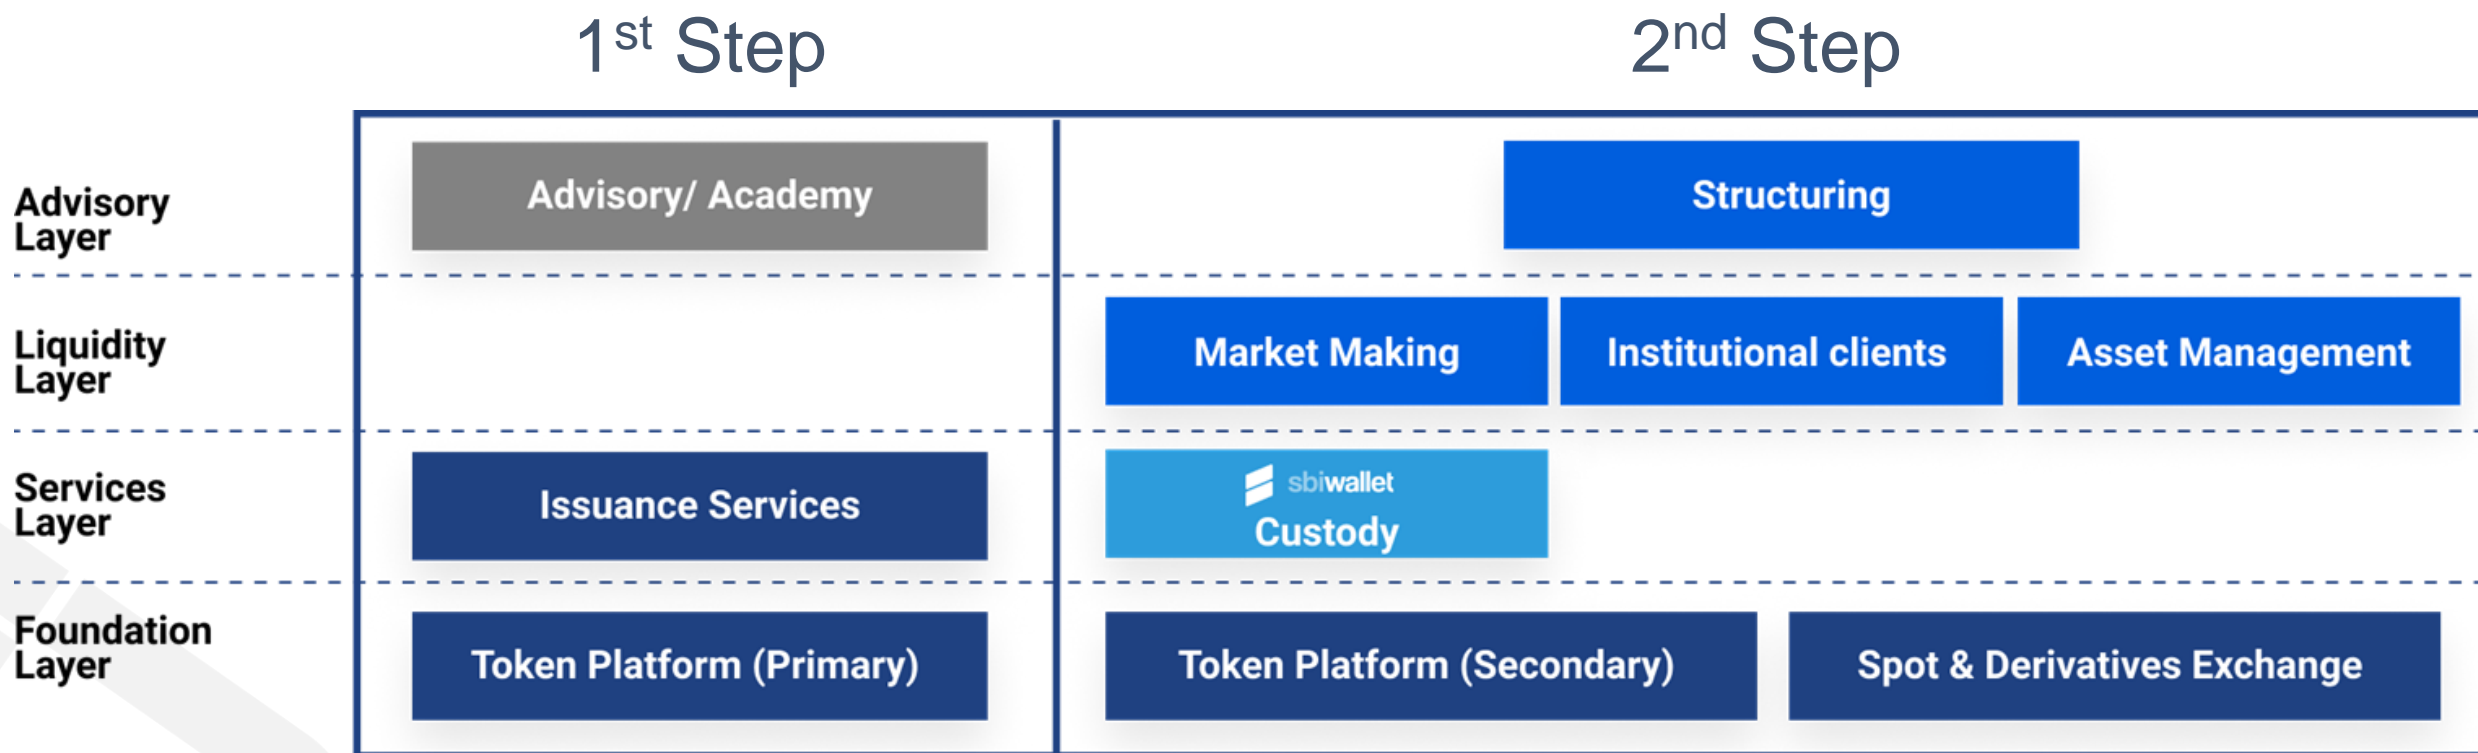 1st Step
2nd Step
Advisory
Layer
Advisory/ Academy
Structuring
Liquidity
Layer
Market Making
Institutional clients
Asset Management
Services
Layer
Issuance Services
sbiwallet
Custody
Foundation
Layer
Token Platform (Primary)
Token Platform (Secondary)
Spot & Derivatives Exchange